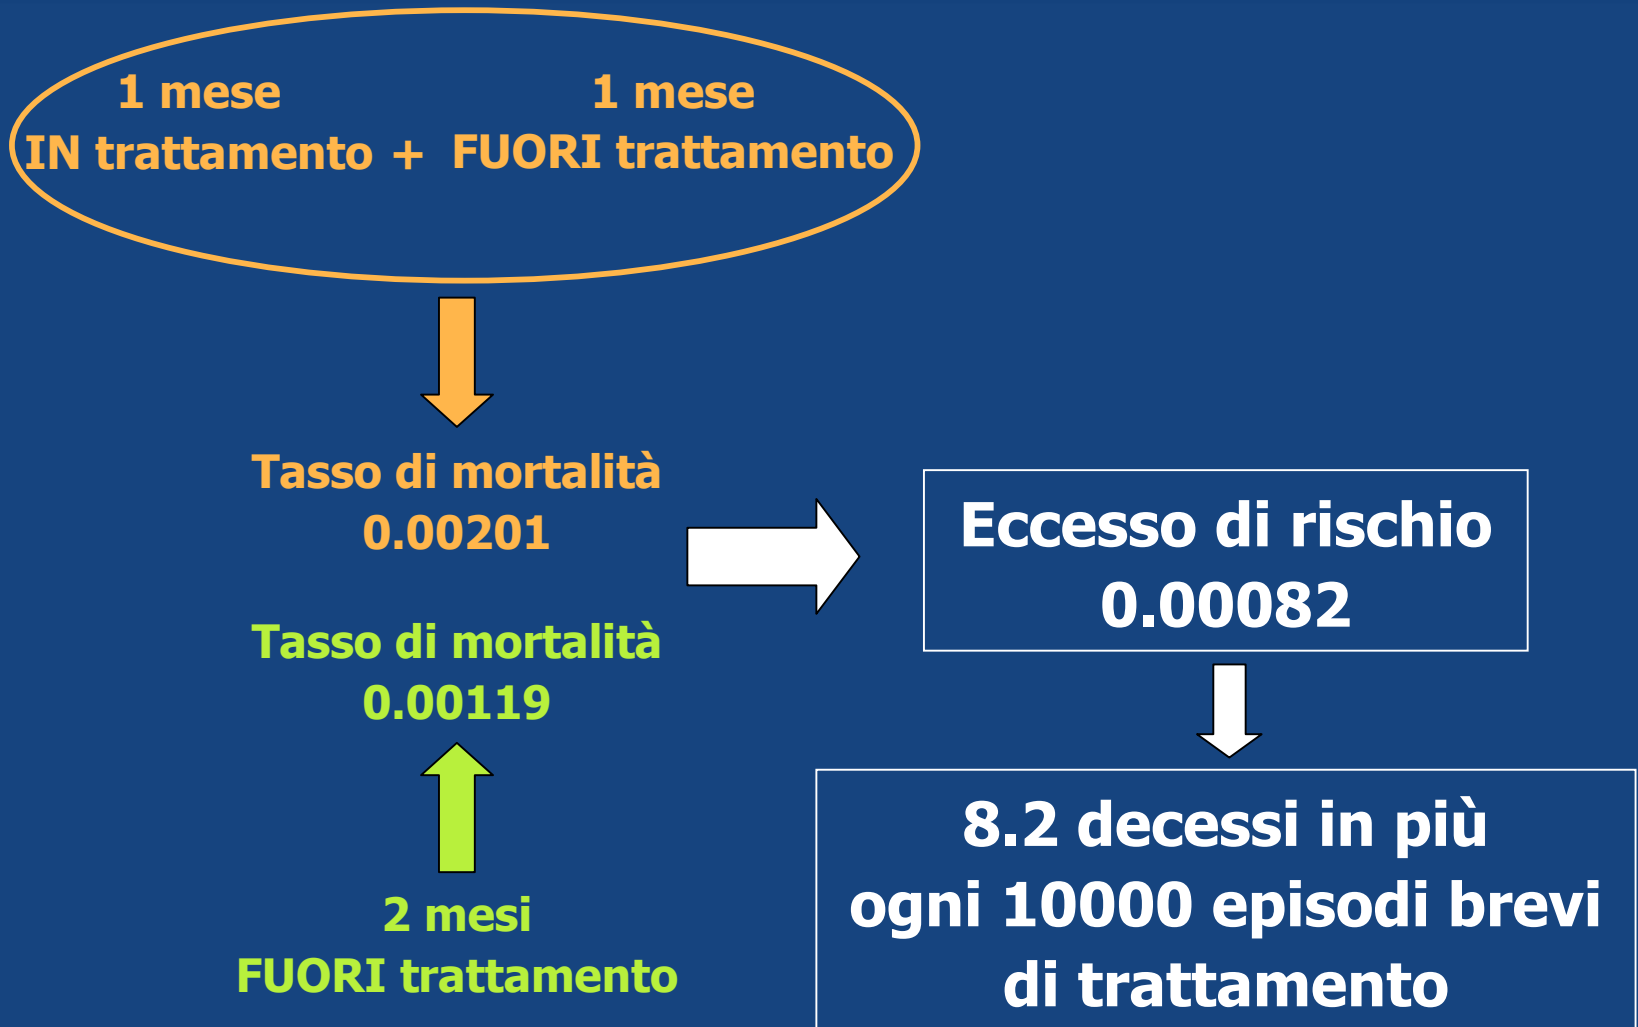 1 mese 1 mese
IN trattamento + FUORI trattamento
Tasso di mortalità
0.00201
Tasso di mortalità
0.00119
2 mesi
FUORI trattamento
Eccesso di rischio
0.00082
8.2 decessi in più
ogni 10000 episodi brevi
di trattamento